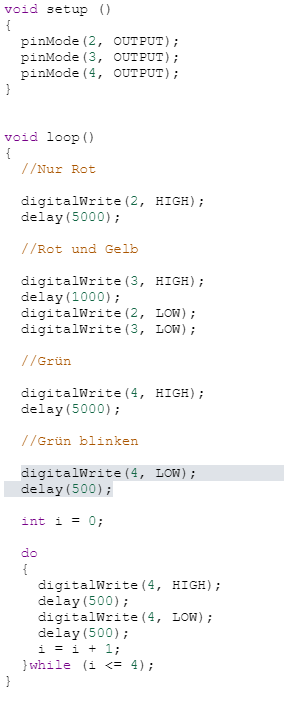 void setup ()
{
  pinMode(2, OUTPUT);
  pinMode(3, OUTPUT);
  pinMode(4, OUTPUT);
}
void loop()
{
  //Nur Rot
  digitalWrite(2, HIGH);
  delay(5000);
  //Rot und Gelb
  digitalWrite(3, HIGH);
  delay(1000);
  digitalWrite(2, LOW);
  digitalWrite(3, LOW);
  //Grün
  digitalWrite(4, HIGH);
  delay(5000);
  //Grün blinken
  digitalWrite(4, LOW);
  delay(500);
  int i = 0;
  do
  {
    digitalWrite(4, HIGH);
    delay(500);
    digitalWrite(4, LOW);
    delay(500);
    i = i + 1;
  }while (i <= 4);
}